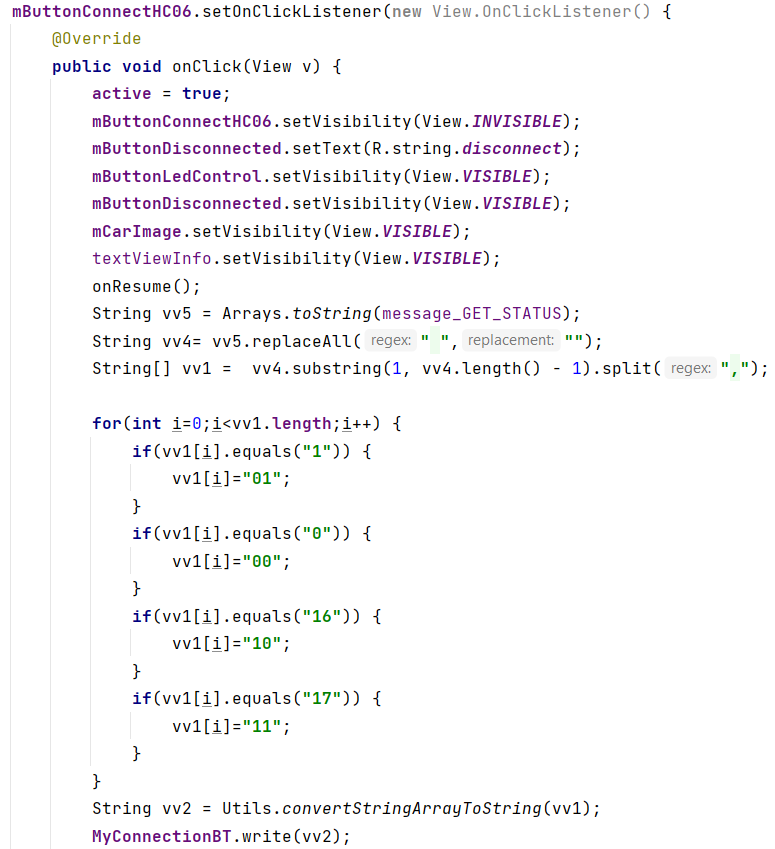 mButtonConnectHC06.setOnClickListener(new View.OnClickListener() {
@Override
public void onClick(View v) {
active = true;
mButtonConnectHC06.setVisibility(View.INVISIBLE);
mButtonDisconnected.setText(R.string.disconnect);
mButtonLedControl.setVisibility(View.VISIBLE);
mButtonDisconnected.setVisibility(View.VISIBLE);
mCarImage.setVisibility(View.VISIBLE);
textViewInfo.setVisibility(View.VISIBLE);
onResume();
String vv5 = Arrays.toString(message_GET_STATUS);
String vv4= vv5.replaceAll( regex: " ", replacement: "");
String[] vv1 =  vv4.substring(1, vv4.length() - 1).split( regex: ",");
for(int i=0;i<vv1.length;i++) {
if(vv1[i].equals("1")) {
vv1[i]="01";
}
if(vv1[i].equals("0")) {
vv1[i]="00";
}
if(vv1[i].equals("16")) {
vv1[i]="10";
}
if(vv1[i].equals("17")) {
vv1[i]="11";
}
}
String vv2 = Utils.convertStringArrayToString(vv1);
MyConnectionBT.write(vv2);